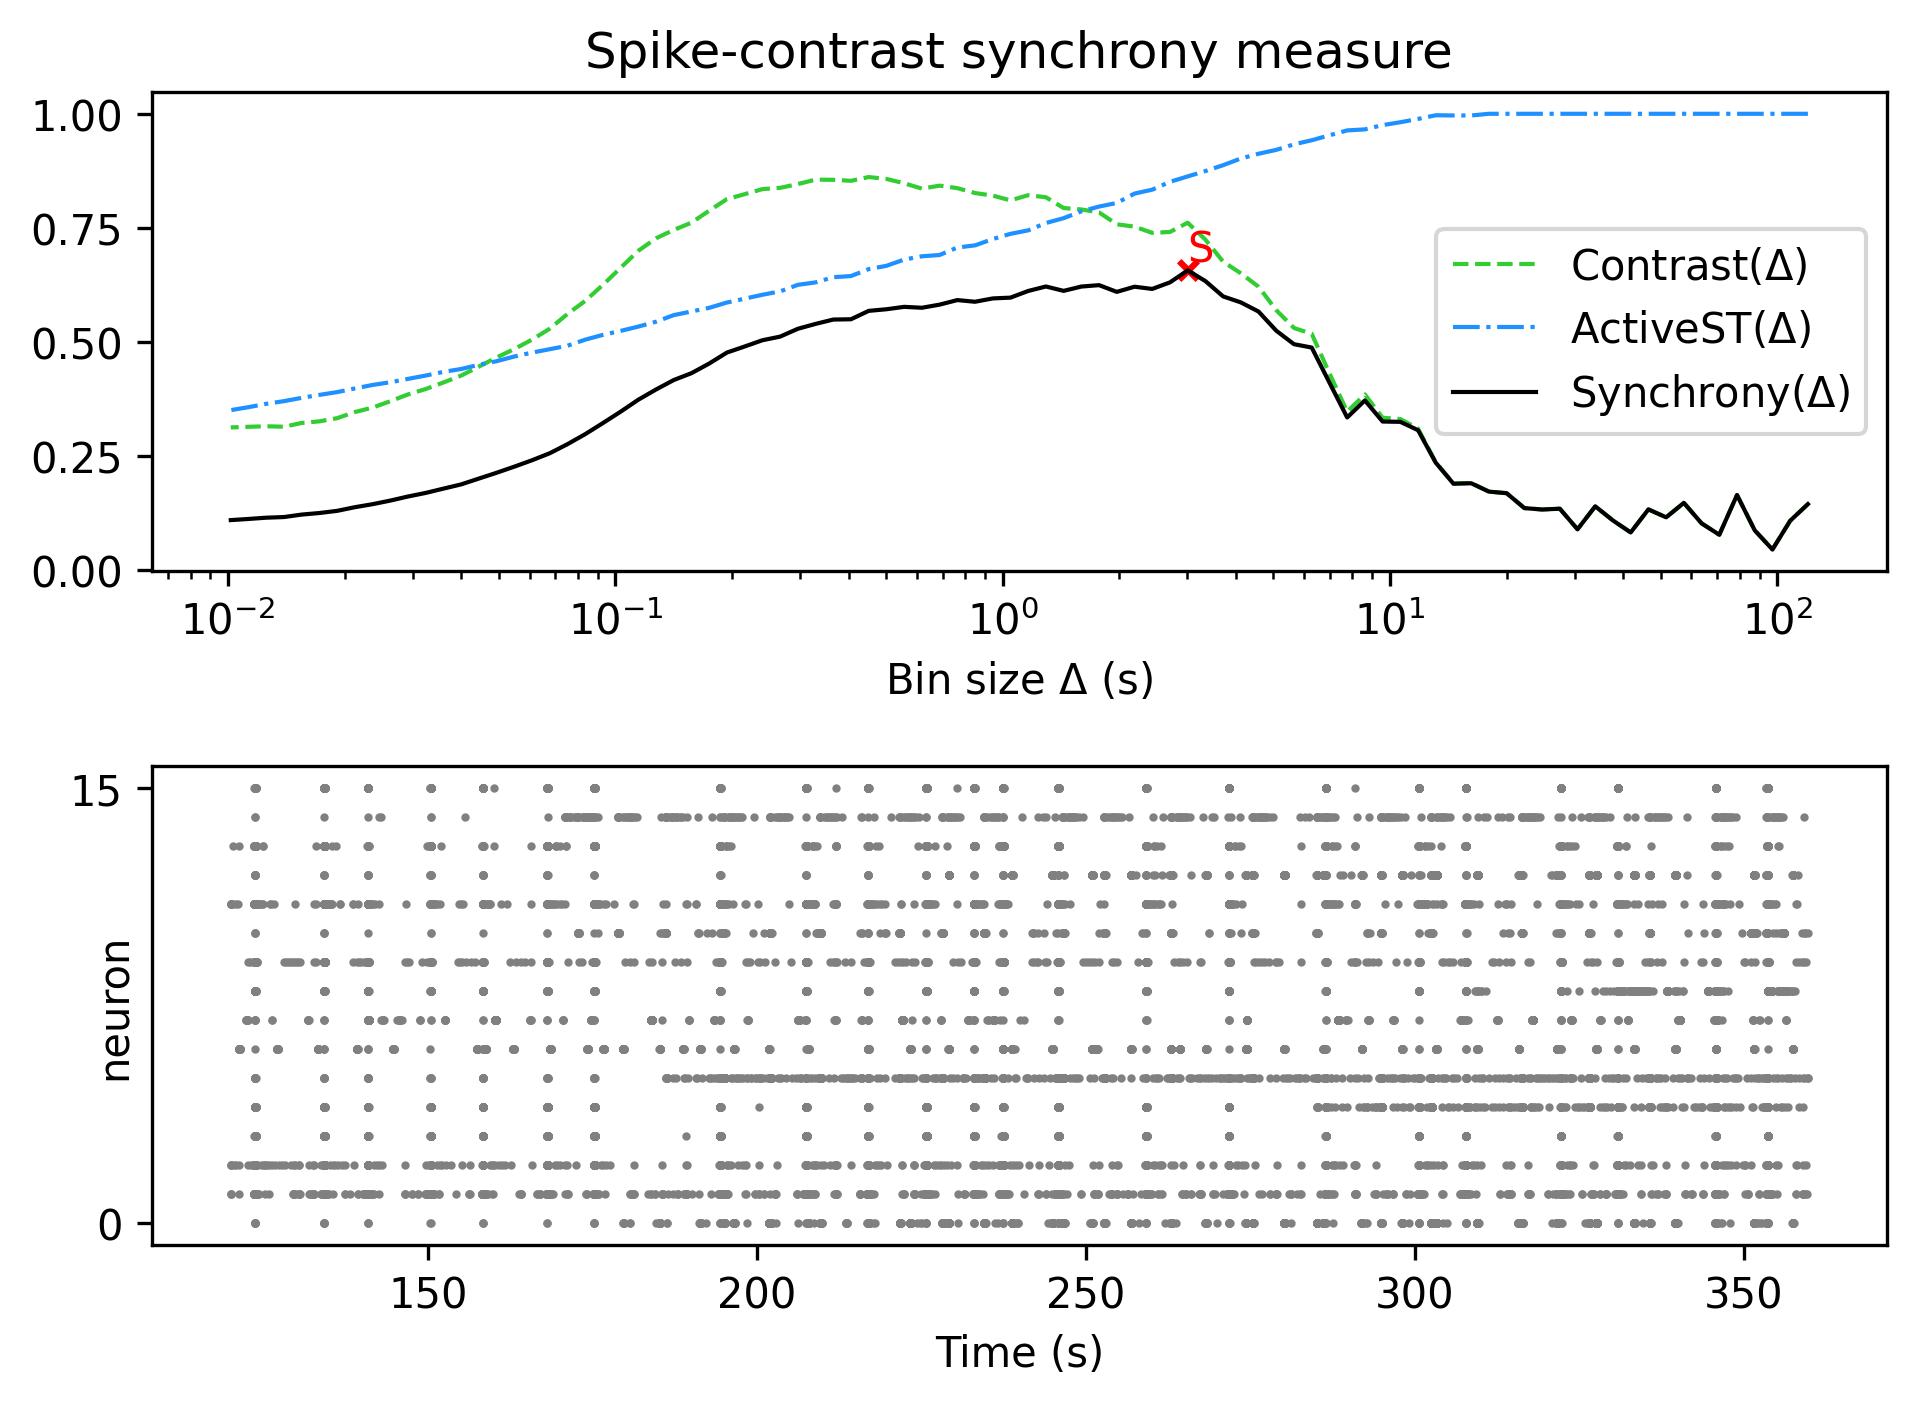 Spike-contrast synchrony measure
1.00
0.75
0.50
0.25
0.00
Contrast(Δ)
ActiveST(Δ)
Synchrony(Δ)
S
10⁻² 10⁻¹ 10⁰ 10¹ 10²
Bin size Δ (s)
15
0
neuron
150 200 250 300 350
Time (s)